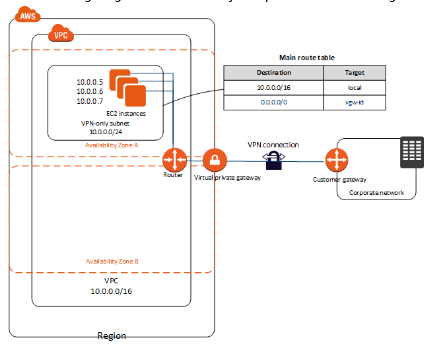 AWS
VPC
10.0.0.5
10.0.0.6
10.0.0.7
EC2 instances
VPN-only subnet
10.0.0.0/24
Availability Zone A
Main route table
Destination
Target
10.0.0.0/16
local
0.0.0.0/0
vgw-id
VPN connection
Router
Virtual private gateway
Customer gateway
Corporate network
Availability Zone B
VPC
10.0.0.0/16
Region